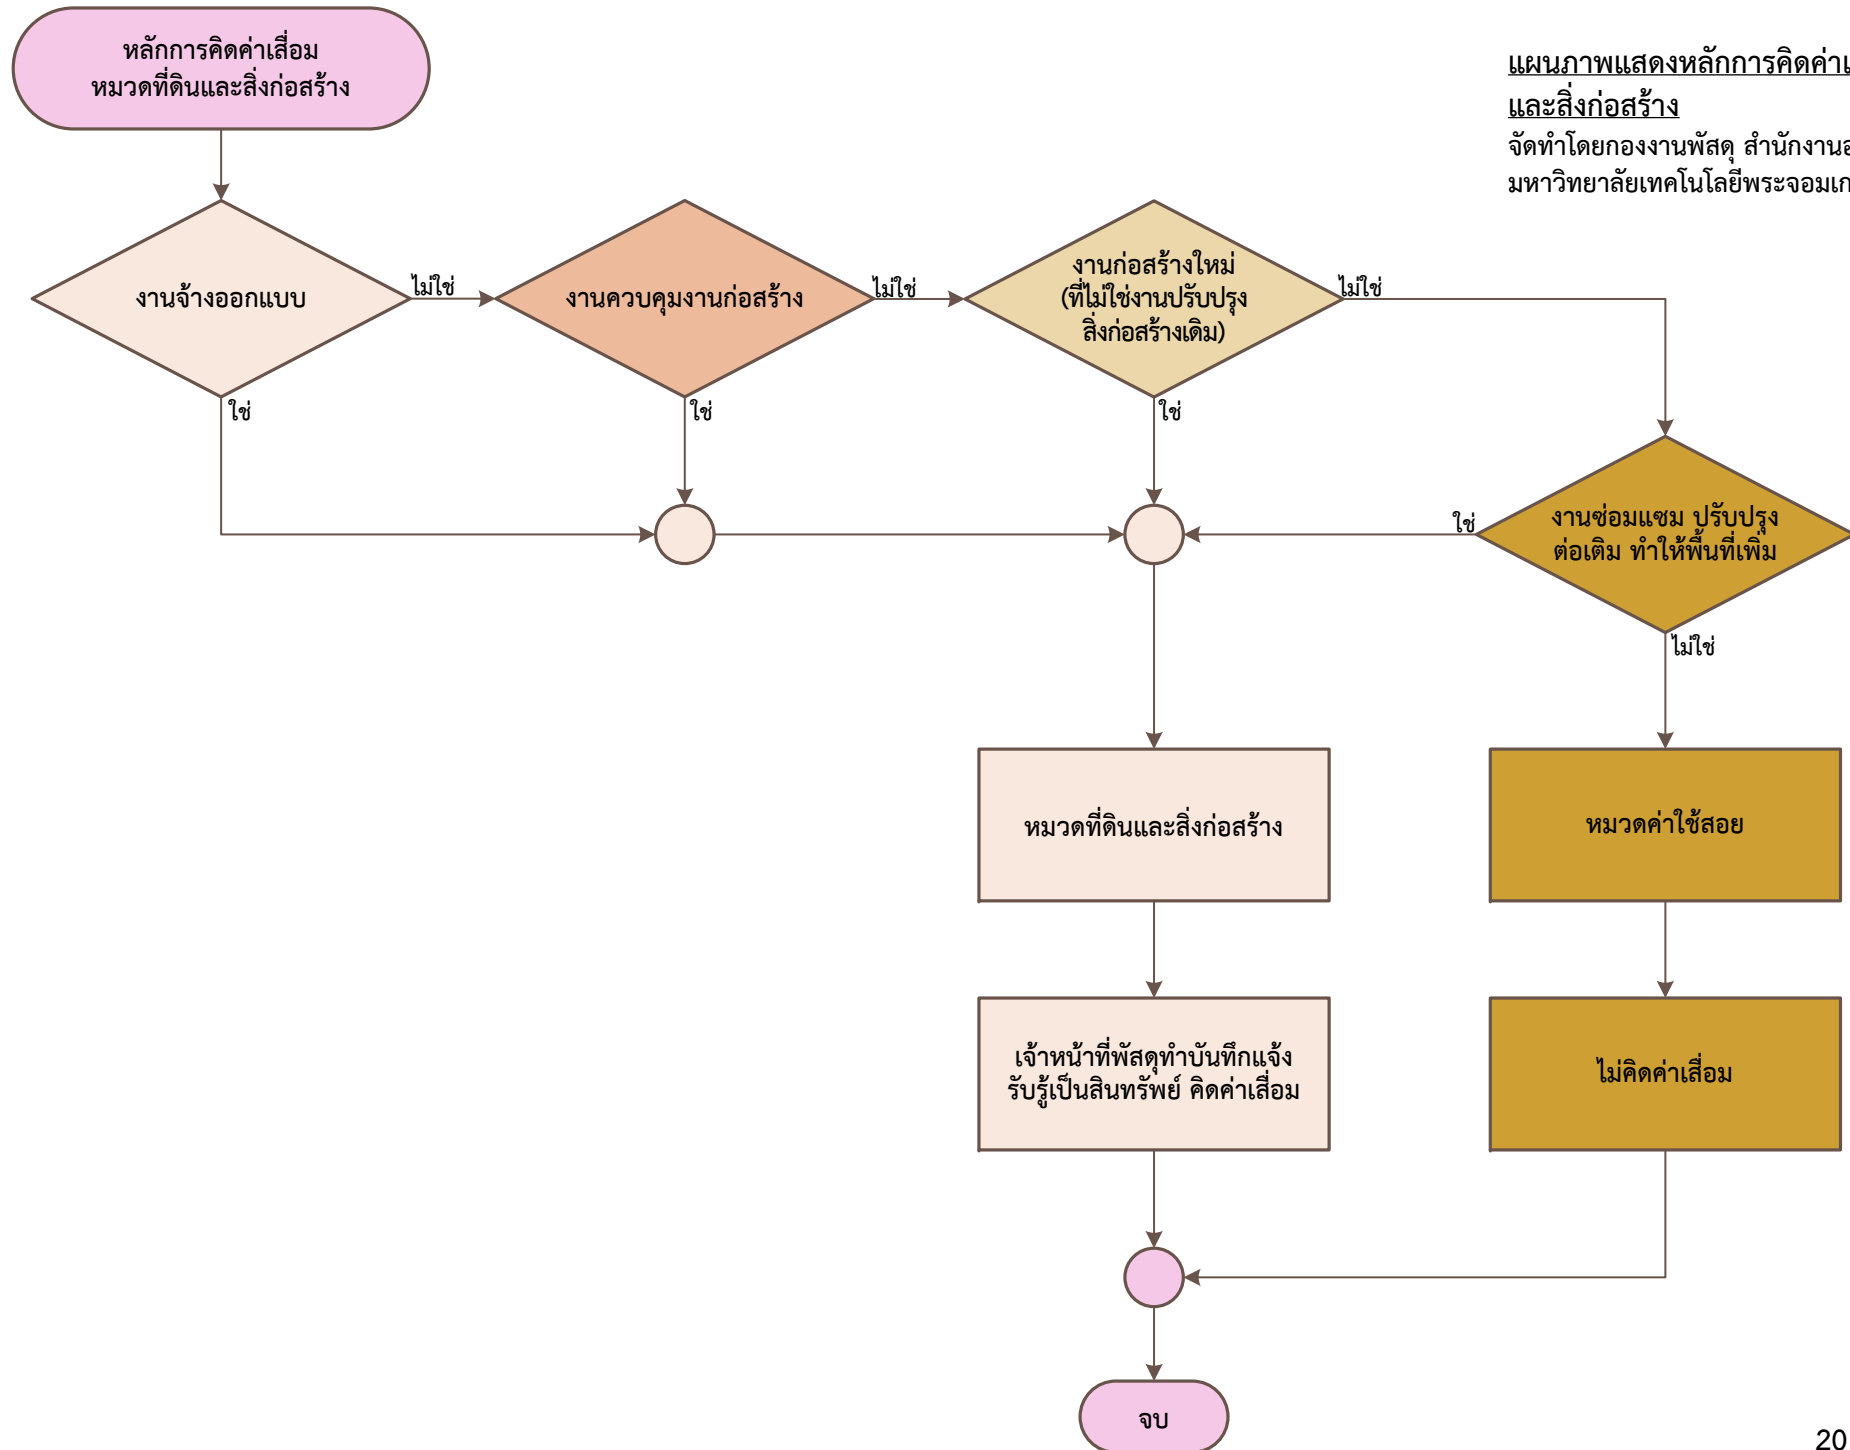 หลักการคิดค่าเสื่อม
หมวดที่ดินและสิ่งก่อสร้าง
แผนภาพแสดงหลักการคิดค่า
และสิ่งก่อสร้าง
จัดทำโดยกองงานพัสดุ สำนักงาน
มหาวิทยาลัยเทคโนโลยีพระจอมเก
งานจ้างออกแบบ
ไม่ใช่
งานควบคุมงานก่อสร้าง
ไม่ใช่
งานก่อสร้างใหม่
(ที่ไม่ใช่งานปรับปรุง
สิ่งก่อสร้างเดิม)
ไม่ใช่
ใช่
ใช่
ใช่
ใช่
งานซ่อมแซม ปรับปรุง
ต่อเติม ทำให้พื้นที่เพิ่ม
ไม่ใช่
หมวดที่ดินและสิ่งก่อสร้าง
หมวดค่าใช้สอย
เจ้าหน้าที่พัสดุทำบันทึกแจ้ง
รับรู้เป็นสินทรัพย์ คิดค่าเสื่อม
ไม่คิดค่าเสื่อม
จบ
20